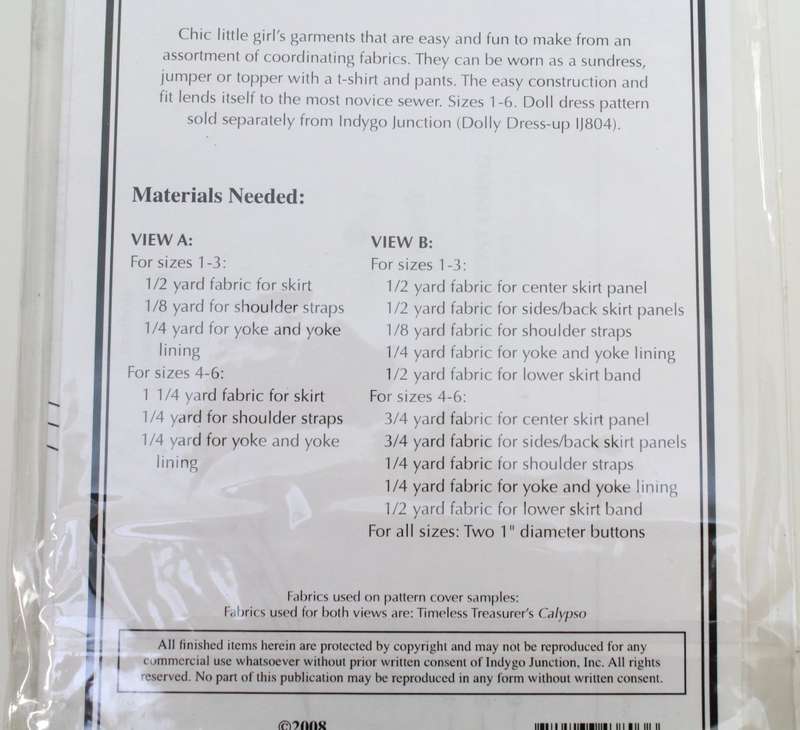 Chic little girl's garments that are easy and fun to make from an
assortment of coordinating fabrics. They can be worn as a sundress,
jumper or topper with a t-shirt and pants. The easy construction and
fit lends itself to the most novice sewer. Sizes 1-6. Doll dress pattern
sold separately from Indygo Junction (Dolly Dress-up IJ804).
Materials Needed:
VIEW A:
For sizes 1-3:
1/2 yard fabric for skirt
1/8 yard for shoulder straps
1/4 yard for yoke and yoke
lining
For sizes 4-6:
1 1/4 yard fabric for skirt
1/4 yard for shoulder straps
1/4 yard for yoke and yoke
lining
VIEW B:
For sizes 1-3:
1/2 yard fabric for center skirt panel
1/2 yard fabric for sides/back skirt panels
1/8 yard fabric for shoulder straps
1/4 yard fabric for yoke and yoke lining
1/2 yard fabric for lower skirt band
For sizes 4-6:
3/4 yard fabric for center skirt panel
3/4 yard fabric for sides/back skirt panels
1/4 yard fabric for shoulder straps
1/4 yard fabric for yoke and yoke lining
1/2 yard fabric for lower skirt band
For all sizes: Two 1" diameter buttons
Fabrics used on pattern cover samples:
Fabrics used for both views are: Timeless Treasurer's Calypso
All finished items herein are protected by copyright and may not be reproduced for any
commercial use whatsoever without prior written consent of Indygo Junction, Inc. All rights
reserved. No part of this publication may be reproduced in any form without written consent.
©2008